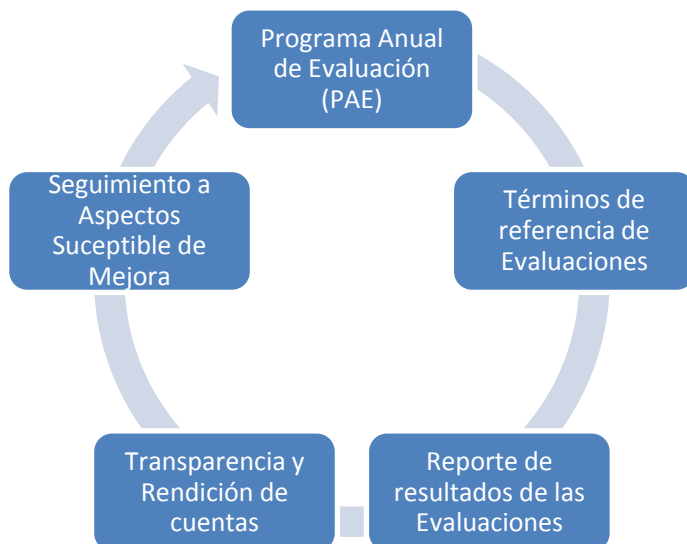 Programa Anual
de Evaluación
(PAE)
Términos de
referencia de
Evaluaciones
Reporte de
resultados de las
Evaluaciones
Transparencia y
Rendición de
cuentas
Seguimiento a
Aspectos
Suceptible de
Mejora